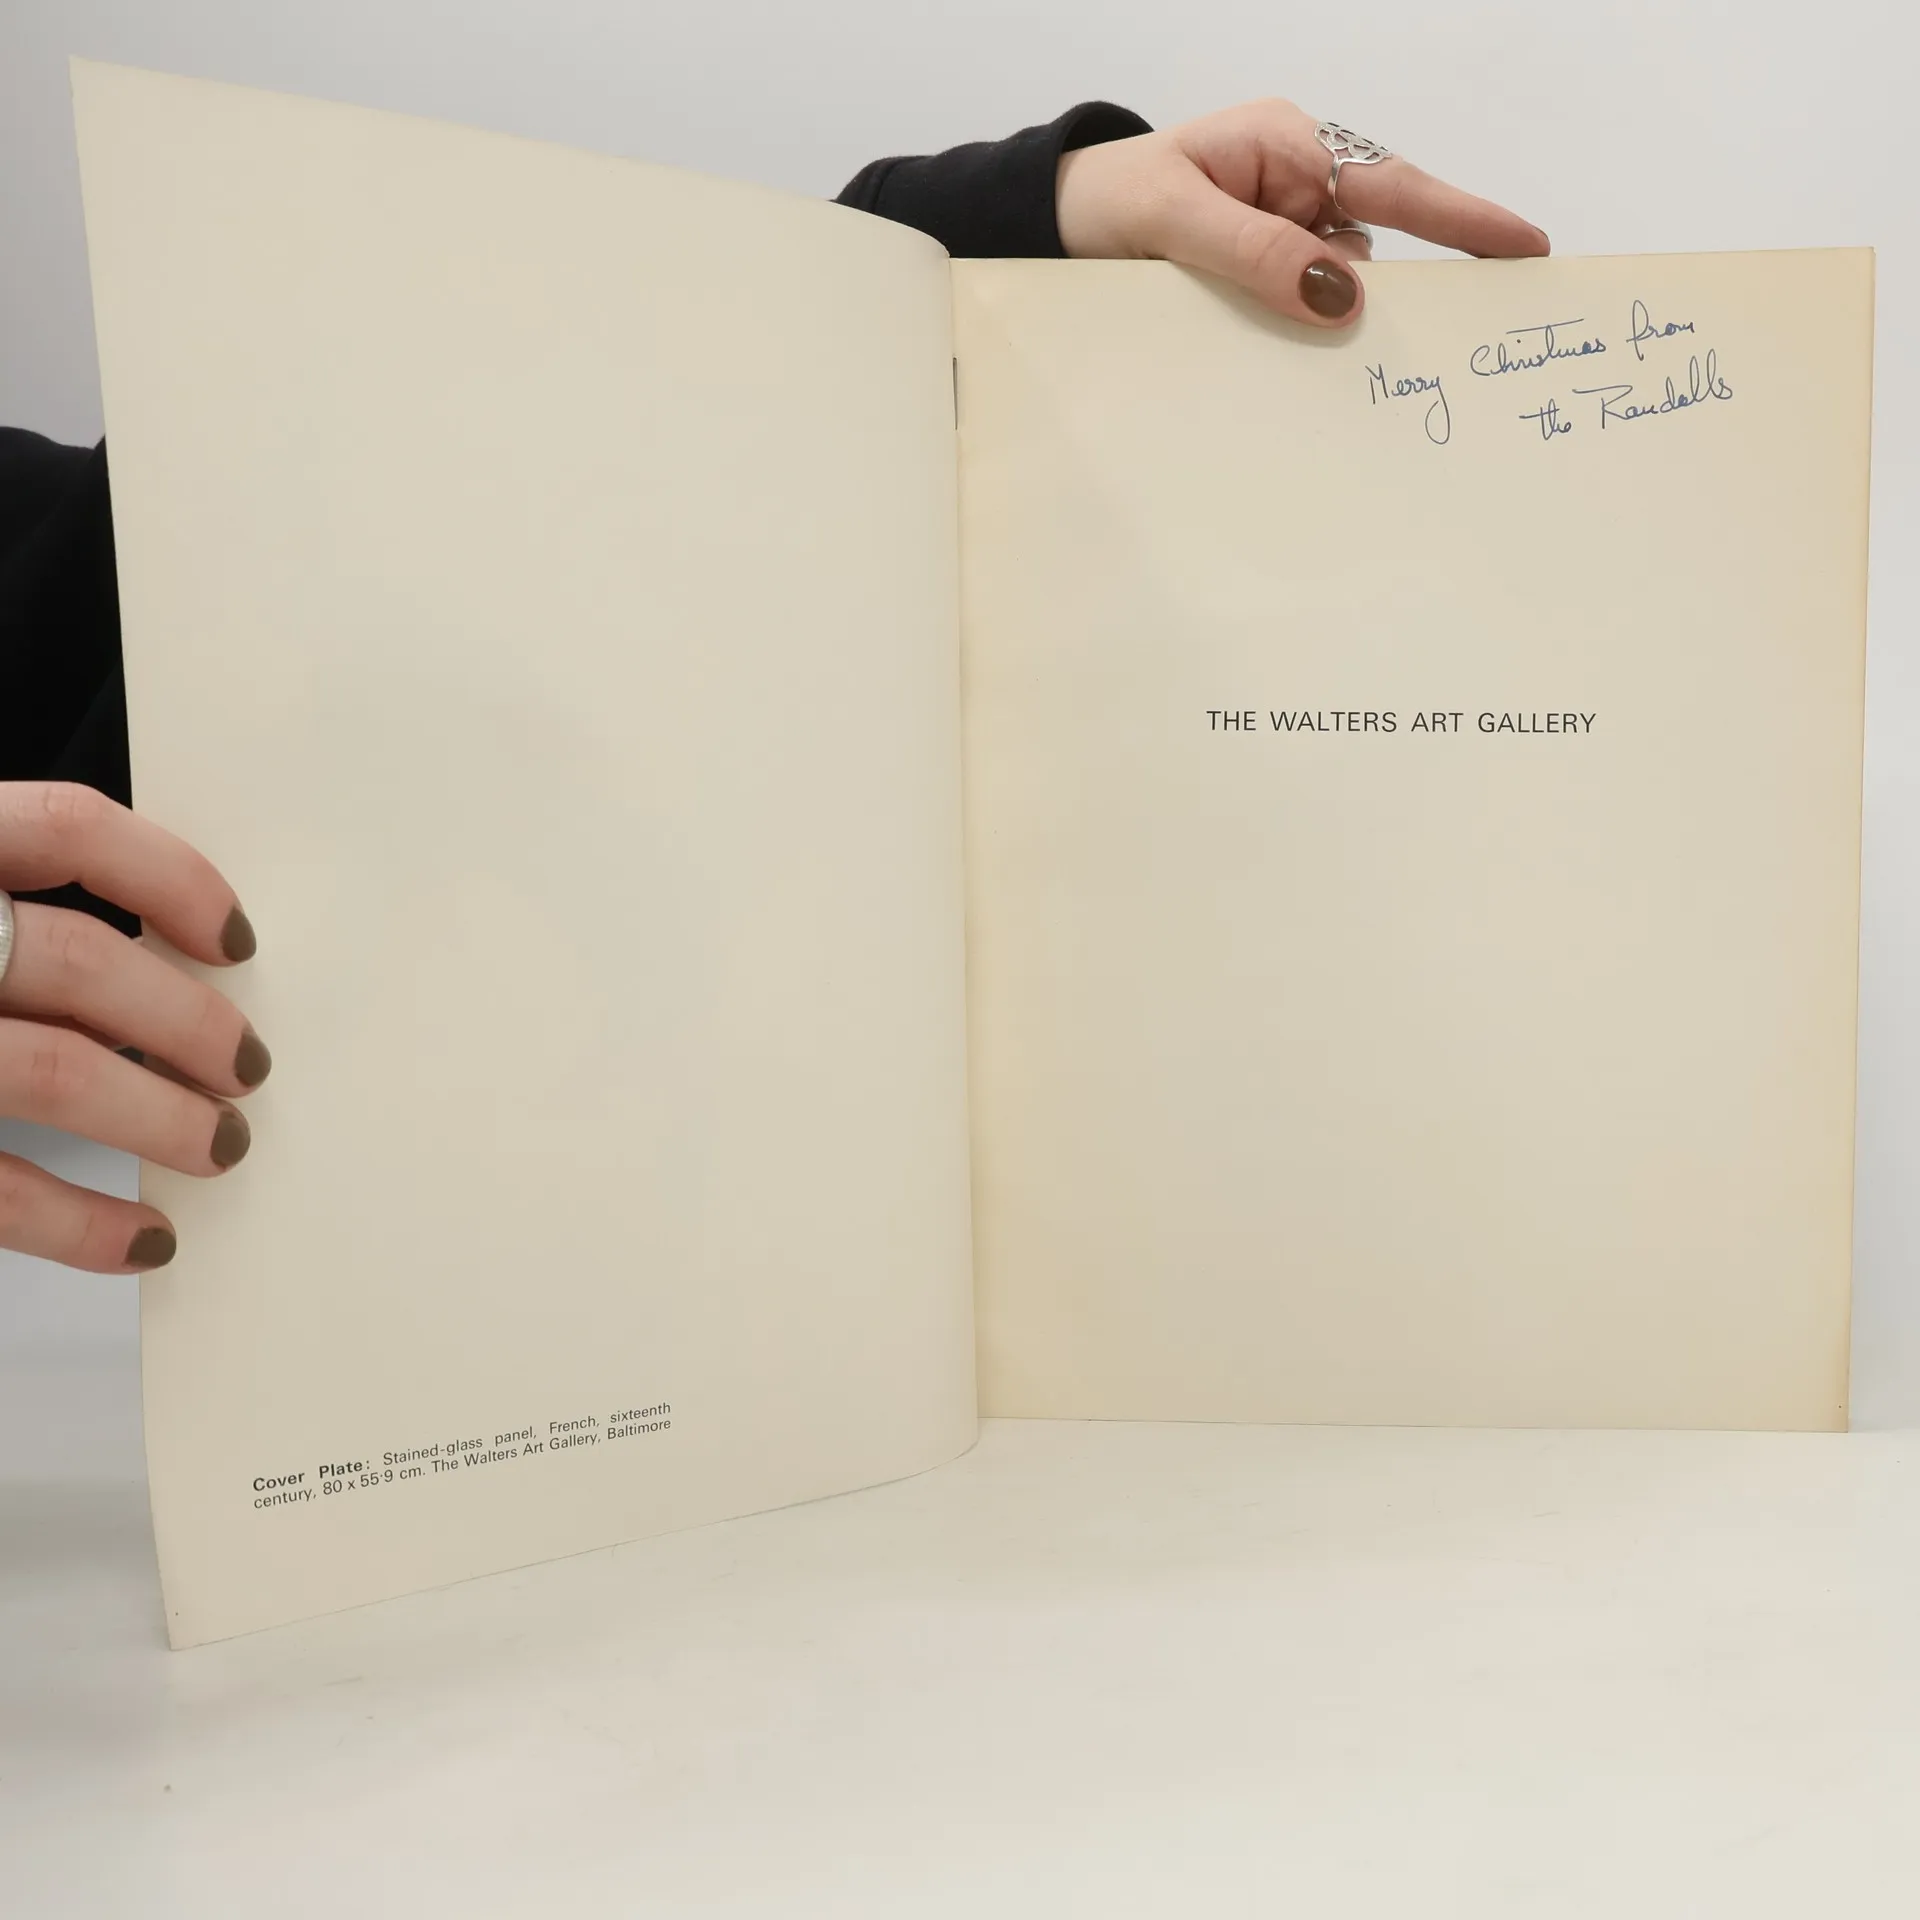 Cover Plate: Stained-glass panel, French, sixteenth
century, 80 x 55·9 cm. The Walters Art Gallery, Baltimore
Merry Christmas from
the Randalls
THE WALTERS ART GALLERY